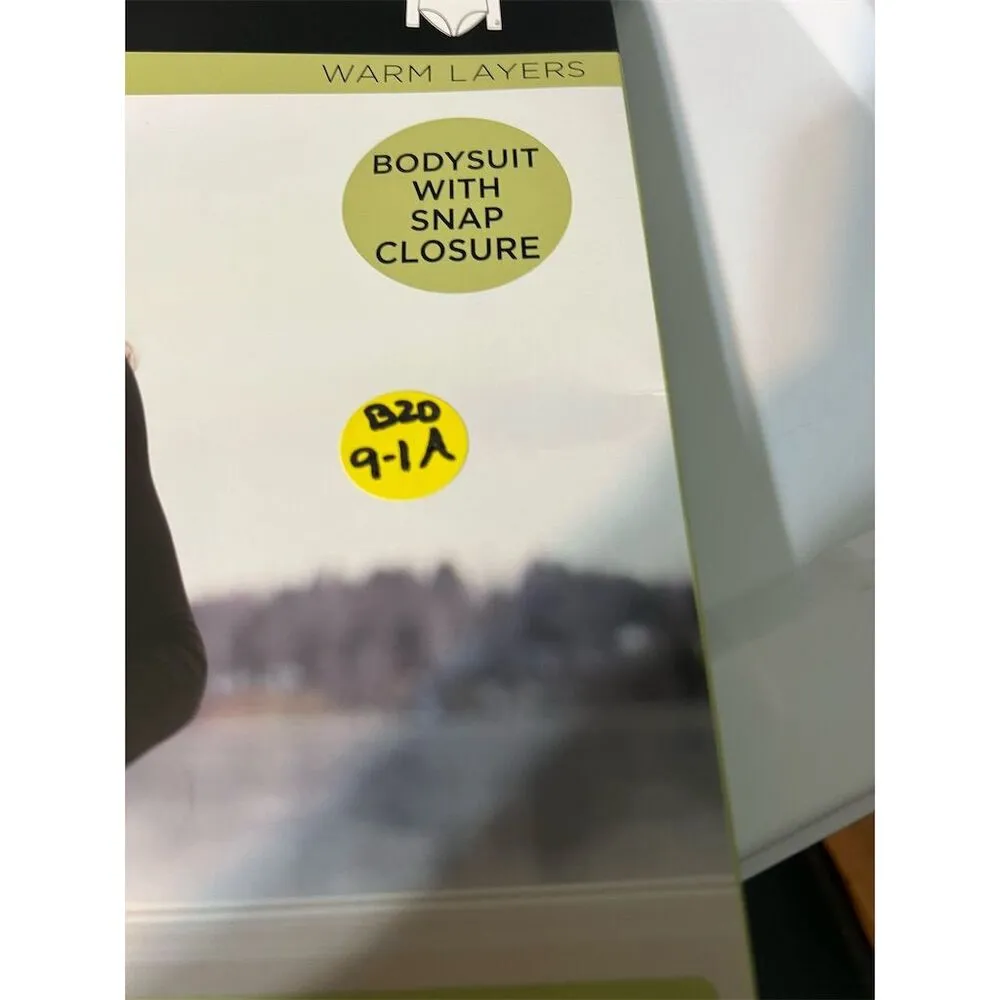 WARM LAYERS
BODYSUIT
WITH
SNAP
CLOSURE
B20
9-1A